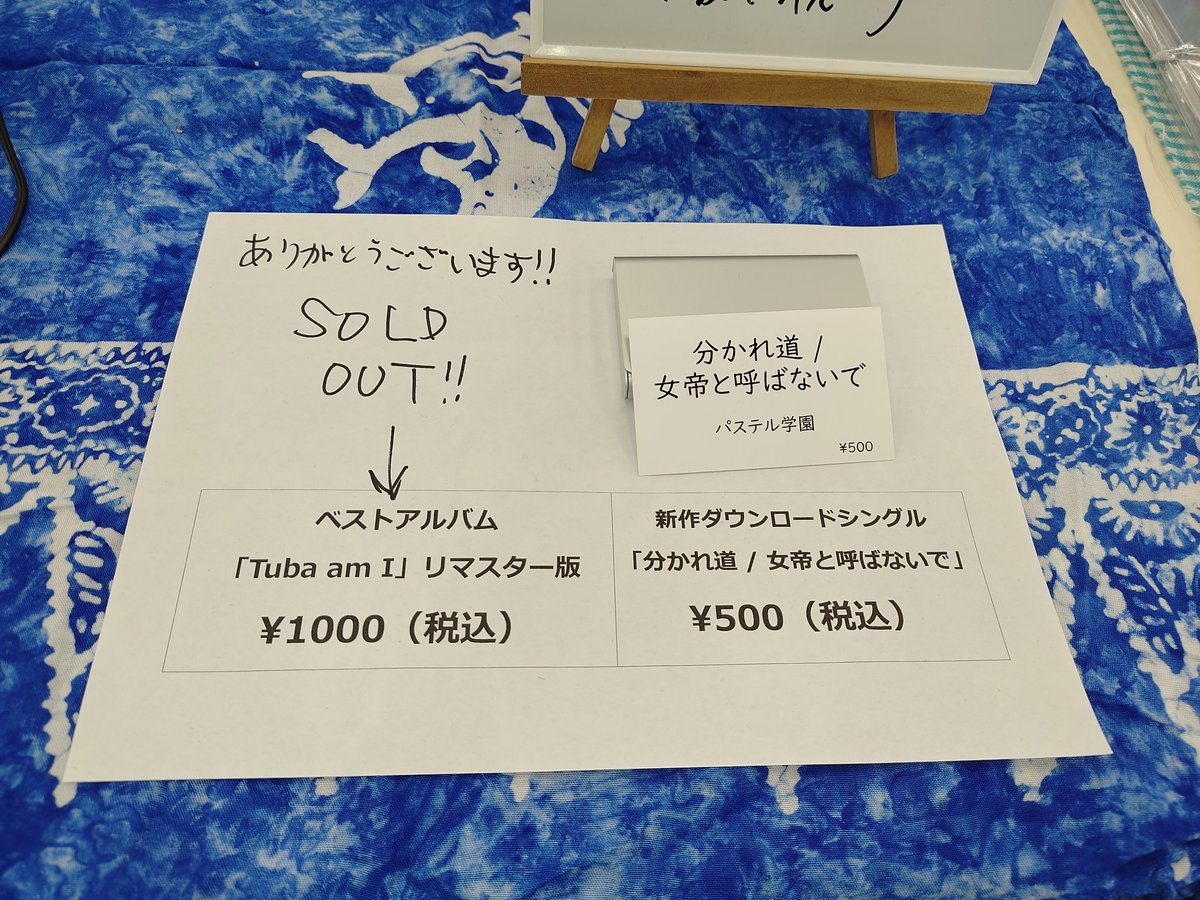 ありがとうございます!!
SOLD
OUT!!
分かれ道 /
女帝と呼ばないで
パステル学園
¥500
ベストアルバム
「Tuba am I」リマスター版
¥1000（税込）
新作ダウンロードシングル
「分かれ道 / 女帝と呼ばないで」
¥500（税込）